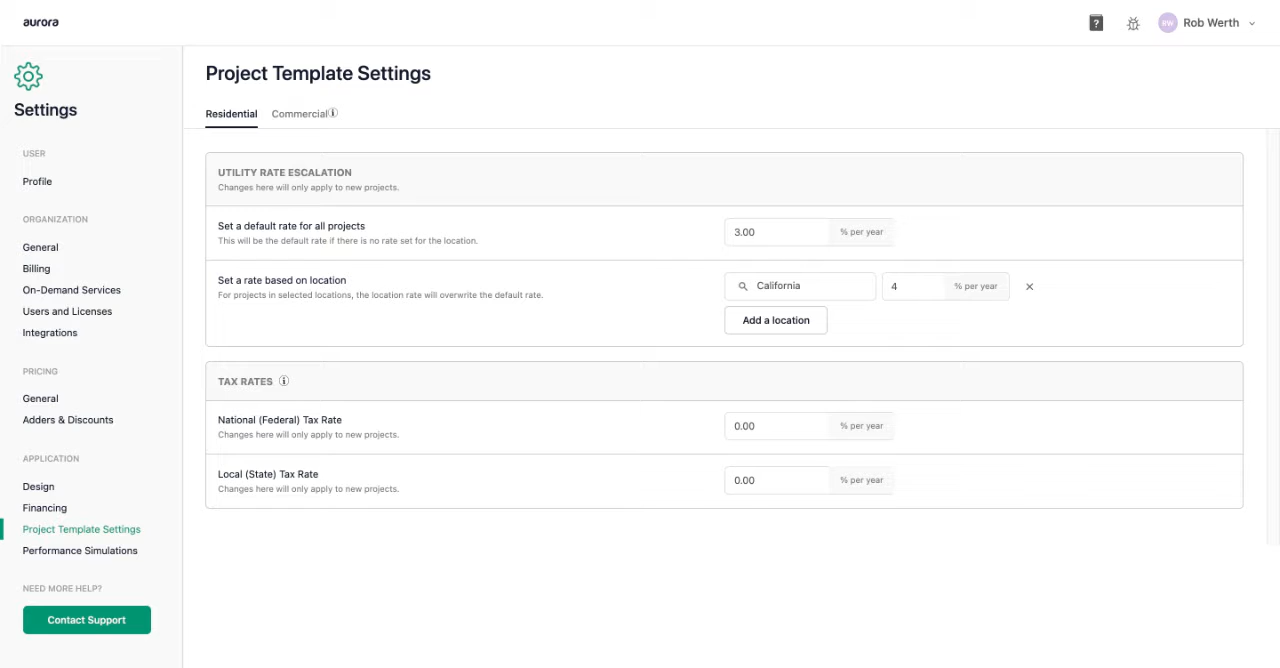 aurora
?
RW
Rob Werth
Settings
USER
Profile
ORGANIZATION
General
Billing
On-Demand Services
Users and Licenses
Integrations
PRICING
General
Adders & Discounts
APPLICATION
Design
Financing
Project Template Settings
Performance Simulations
NEED MORE HELP?
Contact Support
Project Template Settings
Residential Commercial
UTILITY RATE ESCALATION
Changes here will only apply to new projects.
Set a default rate for all projects
This will be the default rate if there is no rate set for the location.
3.00 % per year
Set a rate based on location
For projects in selected locations, the location rate will overwrite the default rate.
California 4 % per year
Add a location
TAX RATES
National (Federal) Tax Rate
Changes here will only apply to new projects.
0.00 % per year
Local (State) Tax Rate
Changes here will only apply to new projects.
0.00 % per year